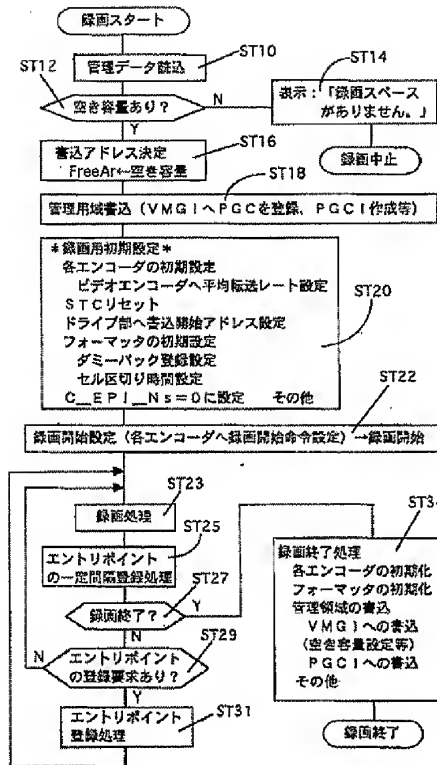 録画スタート
ST10
管理データ読込
ST12
空き容量あり？
N
Y
ST14
表示：「録画スペース
がありません。」
録画中止
ST16
書込アドレス決定
FreeAr←空き容量
ST18
管理用域書込（VMGIへPGCを登録、PGCI作成等）
＊録画用初期設定＊
各エンコーダの初期設定
ビデオエンコーダへ平均転送レート設定
STCリセット
ドライブ部へ書込開始アドレス設定
フォーマッタの初期設定
ダミーパック登録設定
セル区切り時間設定
C_EPI_Ns＝0に設定　その他
ST20
ST22
録画開始設定（各エンコーダへ録画開始命令設定）→録画開始
ST23
録画処理
ST25
エントリポイント
の一定間隔登録処理
ST27
録画終了？
Y
N
ST29
エントリポイント
の登録要求あり？
N
Y
ST31
エントリポイント
登録処理
録画終了処理
各エンコーダの初期化
フォーマッタの初期化
管理領域の書込
VMGIへの書込
（空き容量設定等）
PGCIへの書込
その他
録画終了